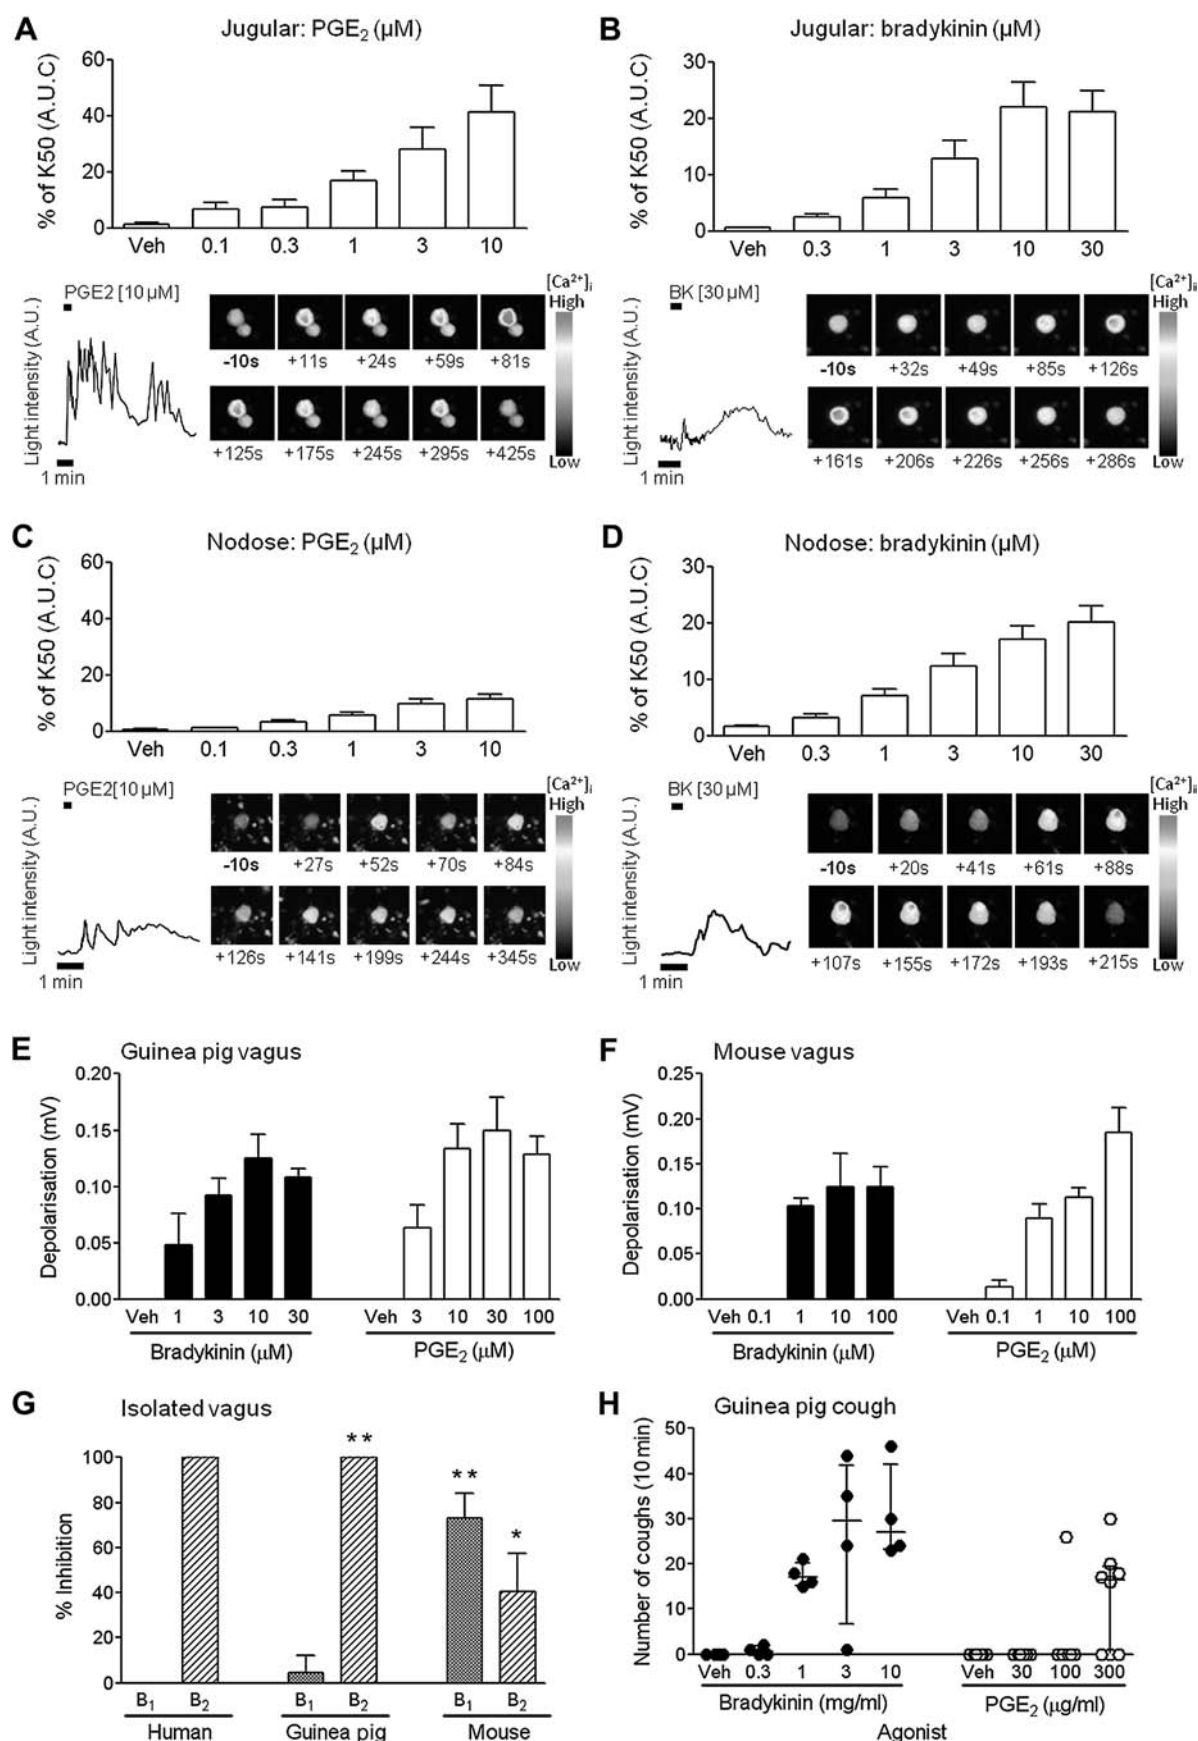 A
Jugular: PGE₂ (µM)
% of K50 (A.U.C)
60
40
20
0
Veh 0.1 0.3 1 3 10
Light intensity (A.U.)
PGE2 [10 µM]
1 min
-10s +11s +24s +59s +81s
+125s +175s +245s +295s +425s
[Ca²⁺]ᵢ
High
Low
B
Jugular: bradykinin (µM)
% of K50 (A.U.C)
30
20
10
0
Veh 0.3 1 3 10 30
Light intensity (A.U.)
BK [30 µM]
1 min
-10s +32s +49s +85s +126s
+161s +206s +226s +256s +286s
[Ca²⁺]ᵢ
High
Low
C
Nodose: PGE₂ (µM)
% of K50 (A.U.C)
60
40
20
0
Veh 0.1 0.3 1 3 10
Light intensity (A.U.)
PGE2[10 µM]
1 min
-10s +27s +52s +70s +84s
+126s +141s +199s +244s +345s
[Ca²⁺]ᵢ
High
Low
D
Nodose: bradykinin (µM)
% of K50 (A.U.C)
30
20
10
0
Veh 0.3 1 3 10 30
Light intensity (A.U.)
BK [30 µM]
1 min
-10s +20s +41s +61s +88s
+107s +155s +172s +193s +215s
[Ca²⁺]ᵢ
High
Low
E
Guinea pig vagus
Depolarisation (mV)
0.20
0.15
0.10
0.05
0.00
Veh 1 3 10 30 Veh 3 10 30 100
Bradykinin (µM) PGE₂ (µM)
F
Mouse vagus
Depolarisation (mV)
0.25
0.20
0.15
0.10
0.05
0.00
Veh 0.1 1 10 100 Veh 0.1 1 10 100
Bradykinin (µM) PGE₂ (µM)
G
Isolated vagus
% Inhibition
100
80
60
40
20
0
** ** *
B₁ B₂ B₁ B₂ B₁ B₂
Human Guinea pig Mouse
H
Guinea pig cough
Number of coughs (10 min)
50
40
30
20
10
0
Veh 0.3 1 3 10 Veh 30 100 300
Bradykinin (mg/ml) PGE₂ (µg/ml)
Agonist